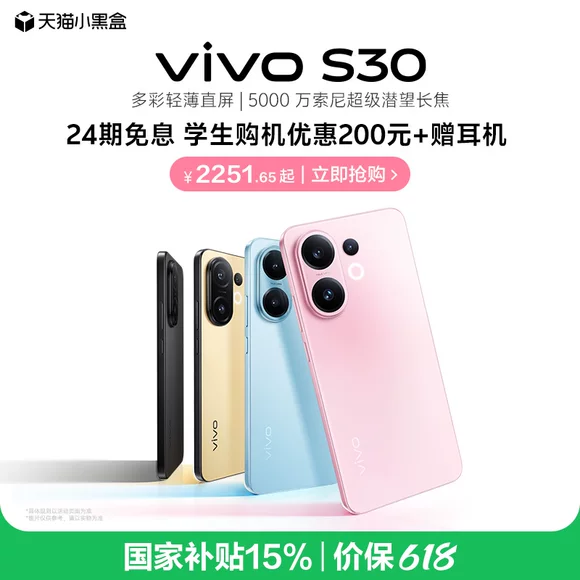 天猫小黑盒
vivo S30
多彩轻薄直屏 | 5000 万索尼超级潜望长焦
24期免息 学生购机优惠200元+赠耳机
¥2251.65起 | 立即抢购 >
vivo
vivo
vivo
vivo
国家补贴15% | 价保618